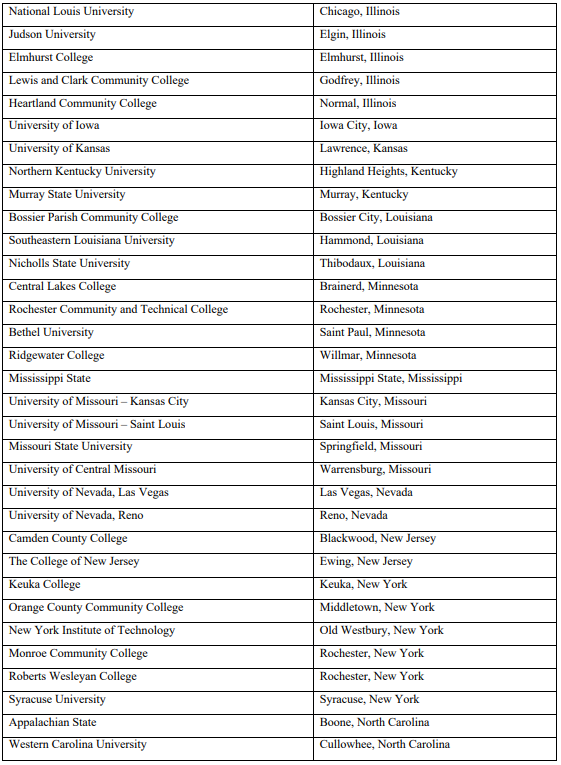 National Louis University Chicago, Illinois
Judson University Elgin, Illinois
Elmhurst College Elmhurst, Illinois
Lewis and Clark Community College Godfrey, Illinois
Heartland Community College Normal, Illinois
University of Iowa Iowa City, Iowa
University of Kansas Lawrence, Kansas
Northern Kentucky University Highland Heights, Kentucky
Murray State University Murray, Kentucky
Bossier Parish Community College Bossier City, Louisiana
Southeastern Louisiana University Hammond, Louisiana
Nicholls State University Thibodaux, Louisiana
Central Lakes College Brainerd, Minnesota
Rochester Community and Technical College Rochester, Minnesota
Bethel University Saint Paul, Minnesota
Ridgewater College Willmar, Minnesota
Mississippi State Mississippi State, Mississippi
University of Missouri – Kansas City Kansas City, Missouri
University of Missouri – Saint Louis Saint Louis, Missouri
Missouri State University Springfield, Missouri
University of Central Missouri Warrensburg, Missouri
University of Nevada, Las Vegas Las Vegas, Nevada
University of Nevada, Reno Reno, Nevada
Camden County College Blackwood, New Jersey
The College of New Jersey Ewing, New Jersey
Keuka College Keuka, New York
Orange County Community College Middletown, New York
New York Institute of Technology Old Westbury, New York
Monroe Community College Rochester, New York
Roberts Wesleyan College Rochester, New York
Syracuse University Syracuse, New York
Appalachian State Boone, North Carolina
Western Carolina University Cullowhee, North Carolina